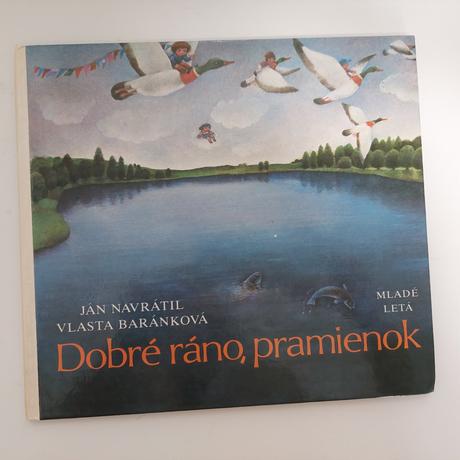 JÁN NAVRÁTIL
VLASTA BARÁNKOVÁ
MLADÉ
LETÁ
Dobré ráno, pramienok